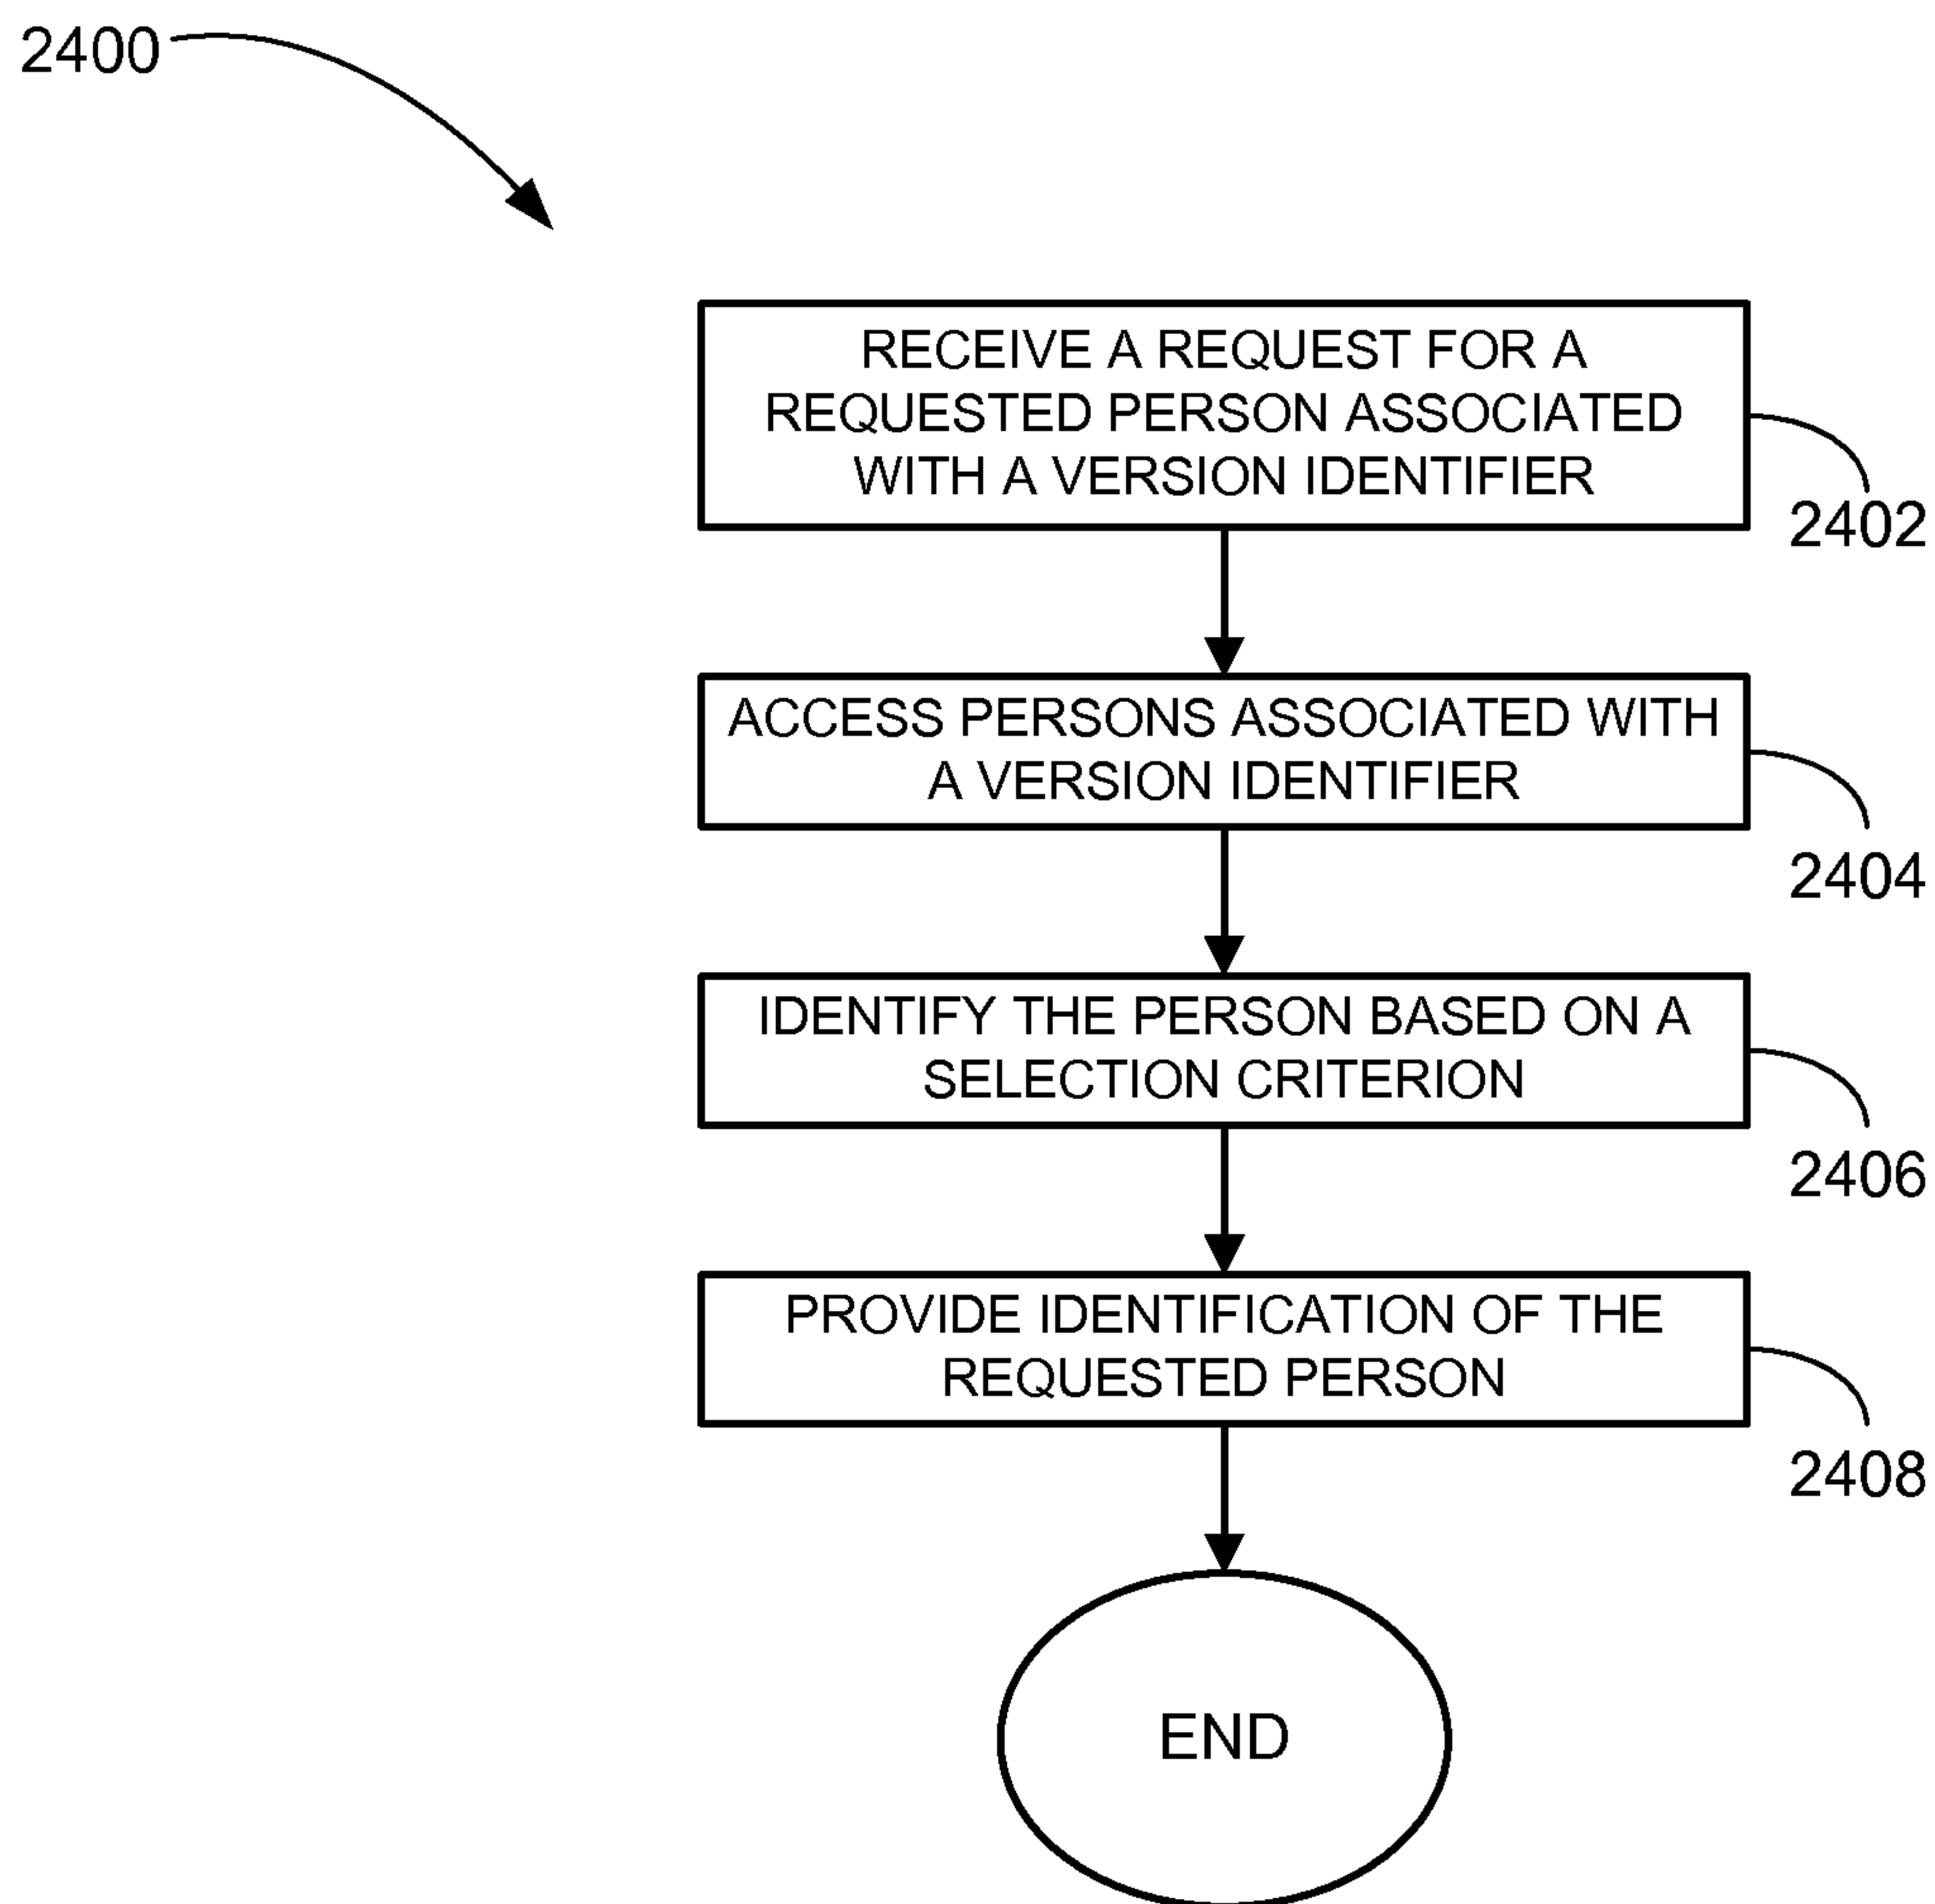 2400
RECEIVE A REQUEST FOR A
REQUESTED PERSON ASSOCIATED
WITH A VERSION IDENTIFIER
2402
ACCESS PERSONS ASSOCIATED WITH
A VERSION IDENTIFIER
2404
IDENTIFY THE PERSON BASED ON A
SELECTION CRITERION
2406
PROVIDE IDENTIFICATION OF THE
REQUESTED PERSON
2408
END